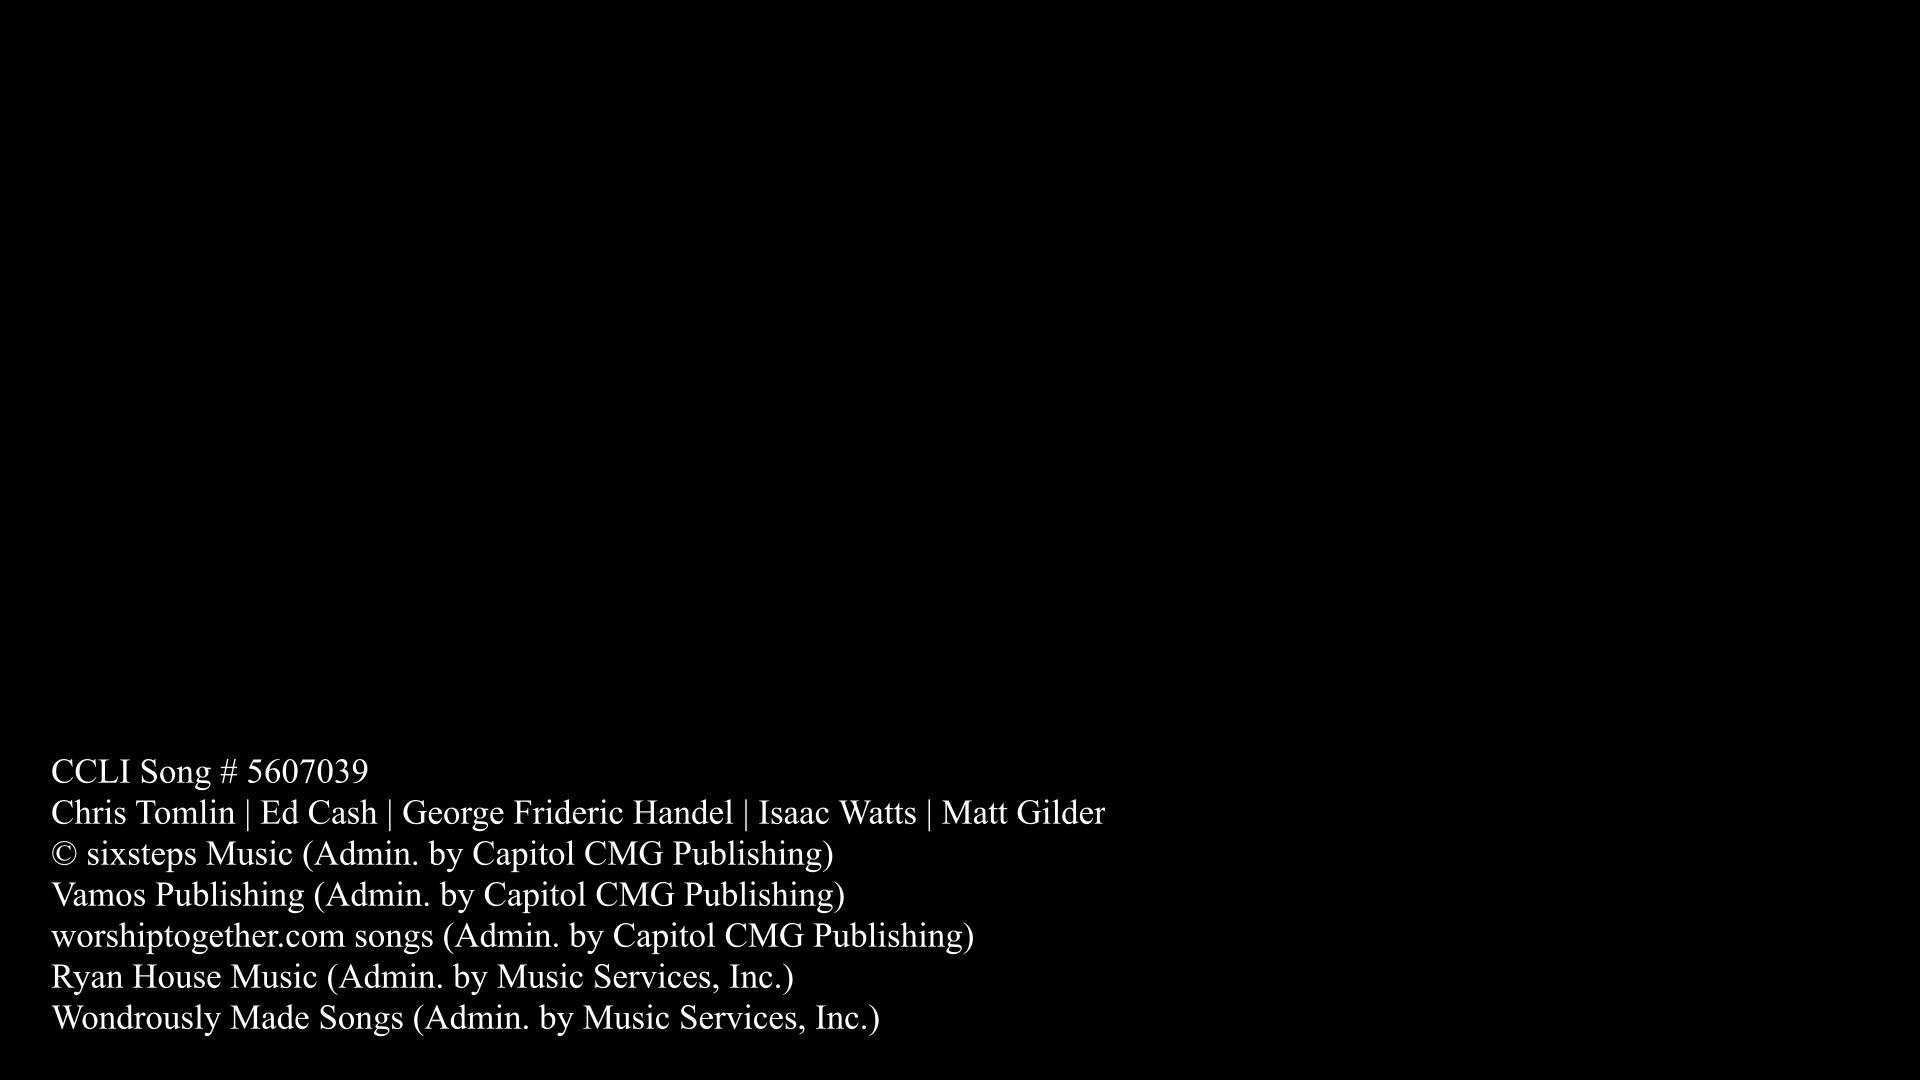 CCLI Song # 5607039
Chris Tomlin | Ed Cash | George Frideric Handel | Isaac Watts | Matt Gilder
© sixsteps Music (Admin. by Capitol CMG Publishing)
Vamos Publishing (Admin. by Capitol CMG Publishing)
worshiptogether.com songs (Admin. by Capitol CMG Publishing)
Ryan House Music (Admin. by Music Services, Inc.)
Wondrously Made Songs (Admin. by Music Services, Inc.)